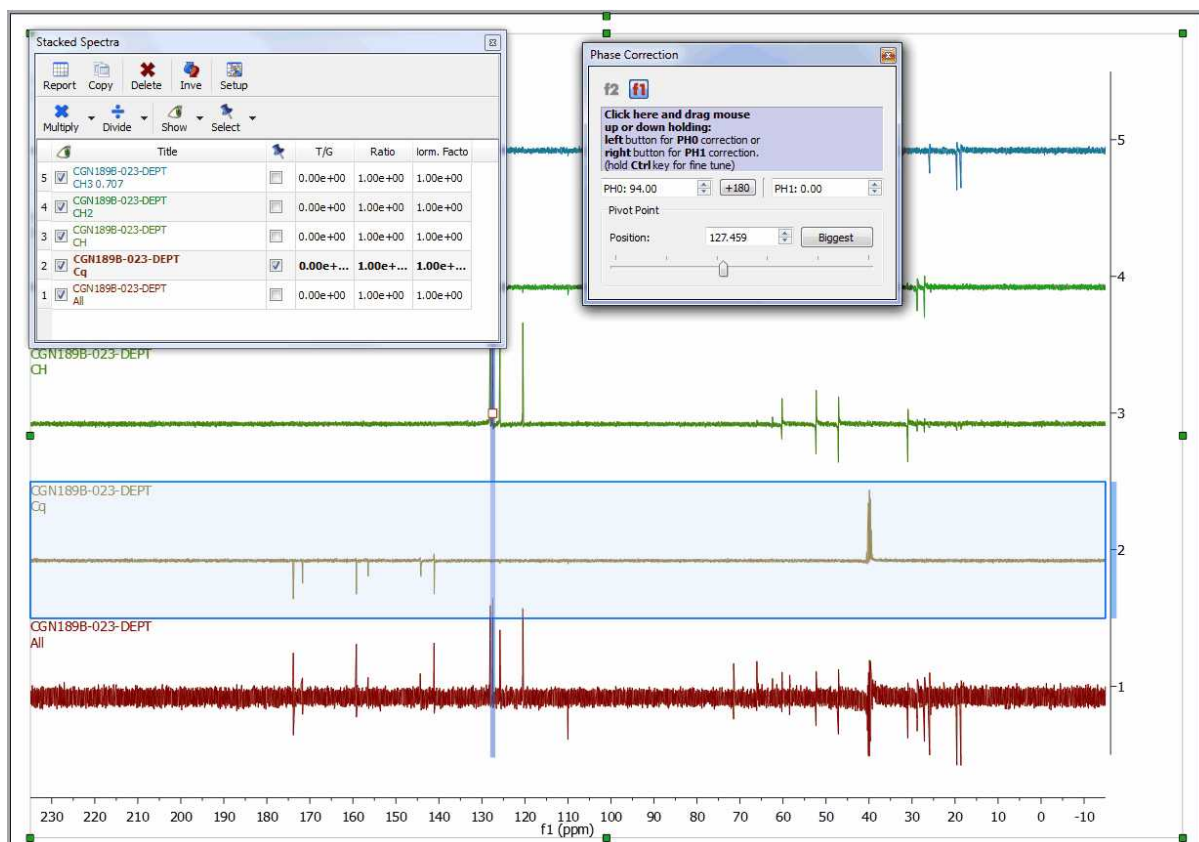 Stacked Spectra
Report Copy Delete Inve Setup
Multiply Divide Show Select
Title T/G Ratio lorm. Facto
5 CGN189B-023-DEPT 0.00e+00 1.00e+00 1.00e+00
CH3 0.707
4 CGN189B-023-DEPT 0.00e+00 1.00e+00 1.00e+00
CH2
3 CGN189B-023-DEPT 0.00e+00 1.00e+00 1.00e+00
CH
2 CGN189B-023-DEPT 0.00e+... 1.00e+... 1.00e+...
Cq
1 CGN189B-023-DEPT 0.00e+00 1.00e+00 1.00e+00
All
Phase Correction
f2 f1
Click here and drag mouse
up or down holding:
left button for PH0 correction or
right button for PH1 correction.
(hold Ctrl key for fine tune)
PH0: 94.00 +180 PH1: 0.00
Pivot Point
Position: 127.459 Biggest
5
4
CGN189B-023-DEPT
CH
3
CGN189B-023-DEPT
Cq
2
CGN189B-023-DEPT
All
1
220 210 200 190 180 170 160 150 140 130 120 110 100 90 80 70 60 50 40 30 20 10 0 -10
f1 (ppm)